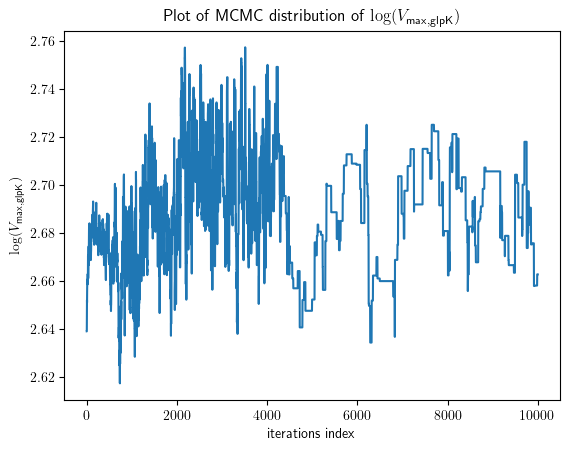 Plot of MCMC distribution of log(V_max,glpK)
2.76
2.74
2.72
2.70
2.68
2.66
2.64
2.62
log(V_max,glpK)
0 2000 4000 6000 8000 10000
iterations index